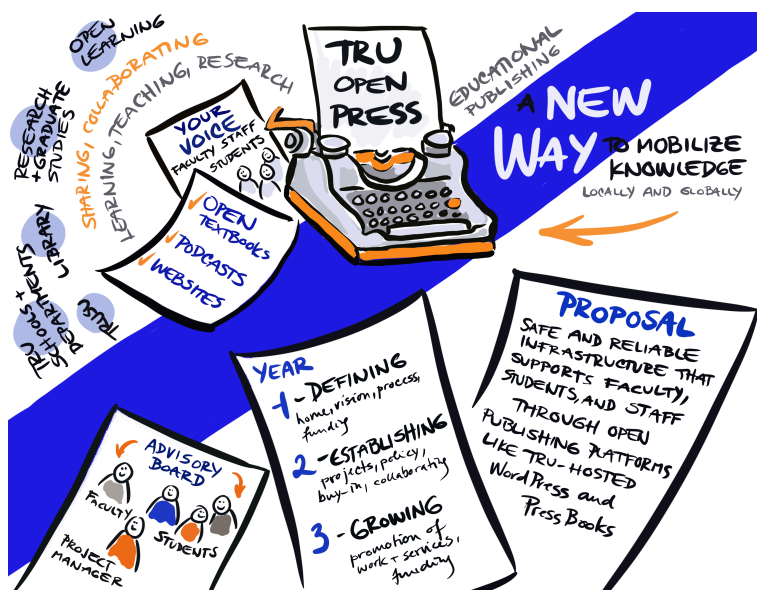 OPEN
LEARNING
RESEARCH
+ GRADUATE
STUDIES
LIBRARY
TRU
SCHOOLS +
DEPARTMENTS
TRUSU
SHARING, COLLABORATING
LEARNING, TEACHING, RESEARCH
YOUR
VOICE
FACULTY STAFF
STUDENTS
✓OPEN
TEXTBOOKS
✓PODCASTS
✓WEBSITES
TRU
OPEN
PRESS
EDUCATIONAL
PUBLISHING
A NEW
WAY TO MOBILIZE
KNOWLEDGE
LOCALLY AND GLOBALLY
ADVISORY
BOARD
FACULTY
STUDENTS
PROJECT
MANAGER
YEAR
1 - DEFINING
home, vision, process,
funding
2 - ESTABLISHING
projects, policy,
buy-in, collaborating
3 - GROWING
promotion of
work + services,
funding
PROPOSAL
SAFE AND RELIABLE
INFRASTRUCTURE THAT
SUPPORTS FACULTY,
STUDENTS, AND STAFF
THROUGH OPEN
PUBLISHING PLATFORMS
LIKE TRU-HOSTED
WordPress and
PressBooks